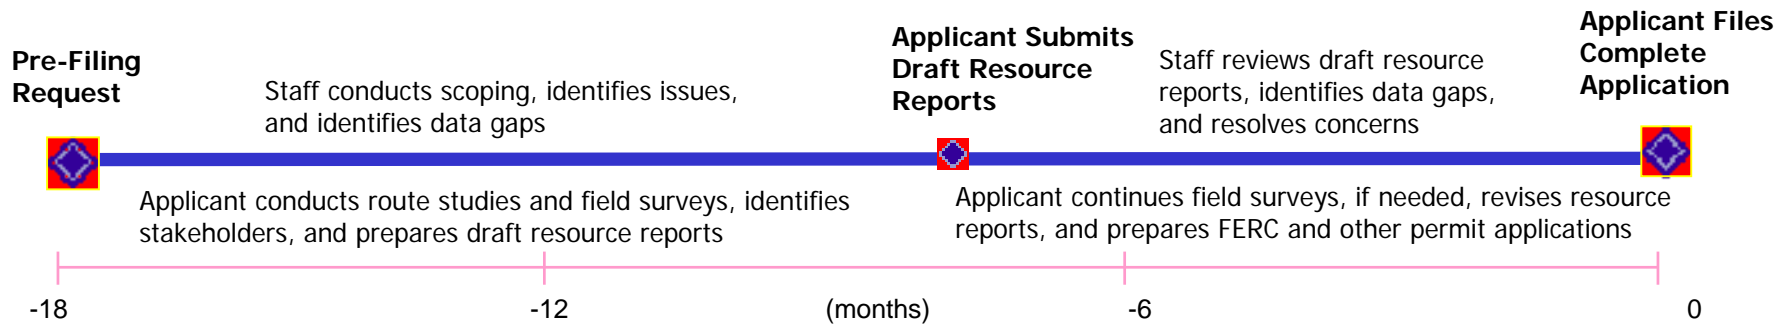 Pre-Filing
Request
Staff conducts scoping, identifies issues,
and identifies data gaps
Applicant Submits
Draft Resource
Reports
Staff reviews draft resource
reports, identifies data gaps,
and resolves concerns
Applicant Files
Complete
Application
Applicant conducts route studies and field surveys, identifies
stakeholders, and prepares draft resource reports
Applicant continues field surveys, if needed, revises resource
reports, and prepares FERC and other permit applications
-18
-12
(months)
-6
0